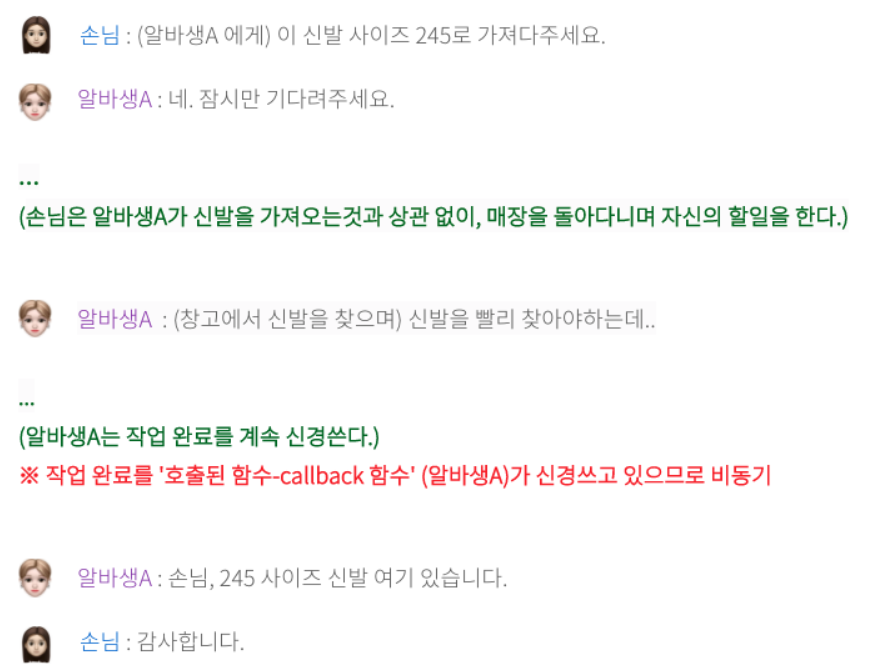 손님 : (알바생A 에게) 이 신발 사이즈 245로 가져다주세요.
알바생A : 네. 잠시만 기다려주세요.
...
(손님은 알바생A가 신발을 가져오는것과 상관 없이, 매장을 돌아다니며 자신의 할일을 한다.)
알바생A : (창고에서 신발을 찾으며) 신발을 빨리 찾아야하는데..
...
(알바생A는 작업 완료를 계속 신경쓴다.)
※ 작업 완료를 '호출된 함수-callback 함수' (알바생A)가 신경쓰고 있으므로 비동기
알바생A : 손님, 245 사이즈 신발 여기 있습니다.
손님 : 감사합니다.